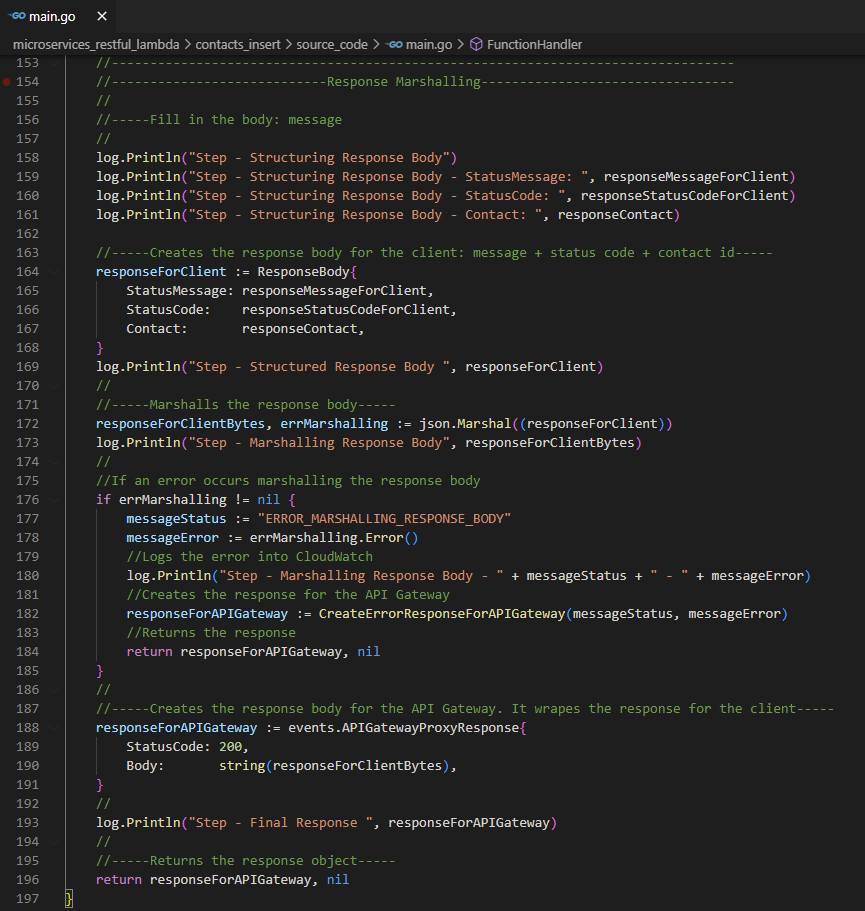 GO main.go ×
microservices_restful_lambda > contacts_insert > source_code > GO main.go > FunctionHandler
153 //---------------------------------------------------------------------------------
154 //----------------------------Response Marshalling---------------------------------
155 //
156 //-----Fill in the body: message
157 //
158 log.Println("Step - Structuring Response Body")
159 log.Println("Step - Structuring Response Body - StatusMessage: ", responseMessageForClient)
160 log.Println("Step - Structuring Response Body - StatusCode: ", responseStatusCodeForClient)
161 log.Println("Step - Structuring Response Body - Contact: ", responseContact)
162
163 //-----Creates the response body for the client: message + status code + contact id-----
164 responseForClient := ResponseBody{
165 StatusMessage: responseMessageForClient,
166 StatusCode:    responseStatusCodeForClient,
167 Contact:       responseContact,
168 }
169 log.Println("Step - Structured Response Body ", responseForClient)
170 //
171 //-----Marshalls the response body-----
172 responseForClientBytes, errMarshalling := json.Marshal((responseForClient))
173 log.Println("Step - Marshalling Response Body", responseForClientBytes)
174 //
175 //If an error occurs marshalling the response body
176 if errMarshalling != nil {
177 messageStatus := "ERROR_MARSHALLING_RESPONSE_BODY"
178 messageError := errMarshalling.Error()
179 //Logs the error into CloudWatch
180 log.Println("Step - Marshalling Response Body - " + messageStatus + " - " + messageError)
181 //Creates the response for the API Gateway
182 responseForAPIGateway := CreateErrorResponseForAPIGateway(messageStatus, messageError)
183 //Returns the response
184 return responseForAPIGateway, nil
185 }
186 //
187 //-----Creates the response body for the API Gateway. It wrapes the response for the client-----
188 responseForAPIGateway := events.APIGatewayProxyResponse{
189 StatusCode: 200,
190 Body:       string(responseForClientBytes),
191 }
192 //
193 log.Println("Step - Final Response ", responseForAPIGateway)
194 //
195 //-----Returns the response object-----
196 return responseForAPIGateway, nil
197 }